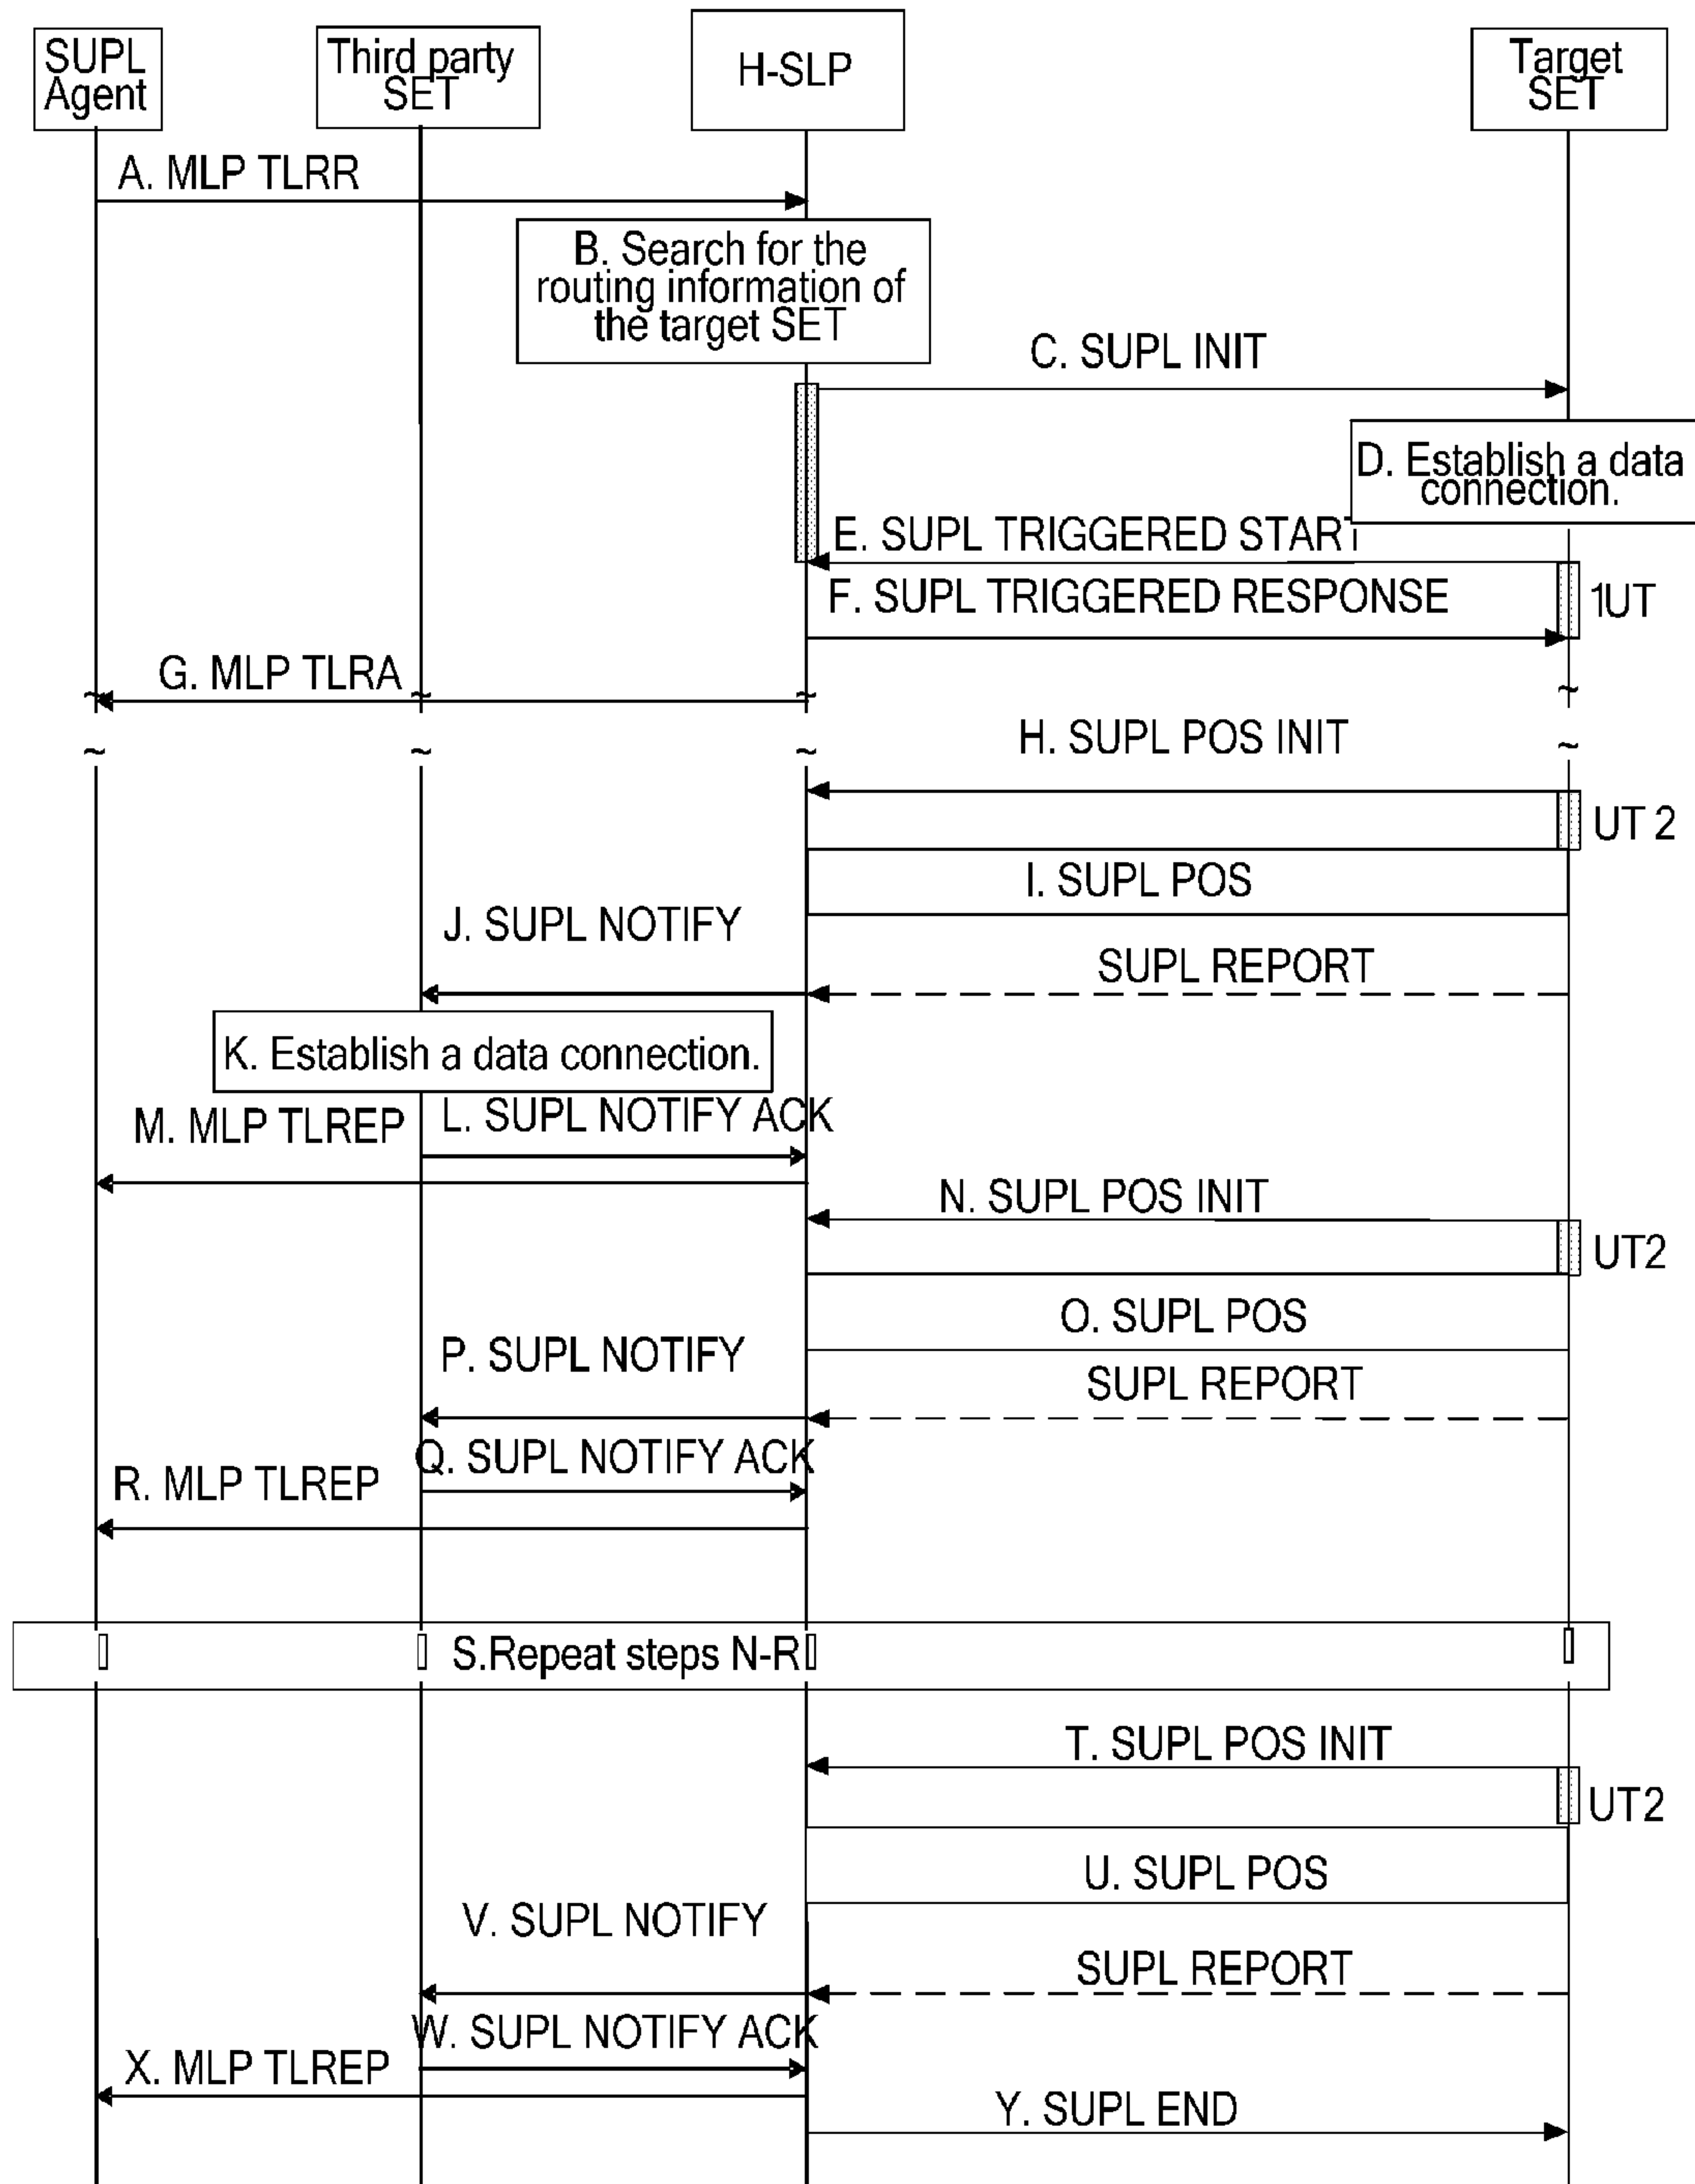 SUPL
Agent
Third party
SET
H-SLP
Target
SET
A. MLP TLRR
B. Search for the
routing information of
the target SET
C. SUPL INIT
D. Establish a data
connection.
E. SUPL TRIGGERED START
F. SUPL TRIGGERED RESPONSE
1UT
G. MLP TLRA
H. SUPL POS INIT
UT 2
I. SUPL POS
J. SUPL NOTIFY
SUPL REPORT
K. Establish a data connection.
L. SUPL NOTIFY ACK
M. MLP TLREP
N. SUPL POS INIT
UT2
O. SUPL POS
P. SUPL NOTIFY
SUPL REPORT
Q. SUPL NOTIFY ACK
R. MLP TLREP
S.Repeat steps N-R
T. SUPL POS INIT
UT2
U. SUPL POS
V. SUPL NOTIFY
SUPL REPORT
W. SUPL NOTIFY ACK
X. MLP TLREP
Y. SUPL END